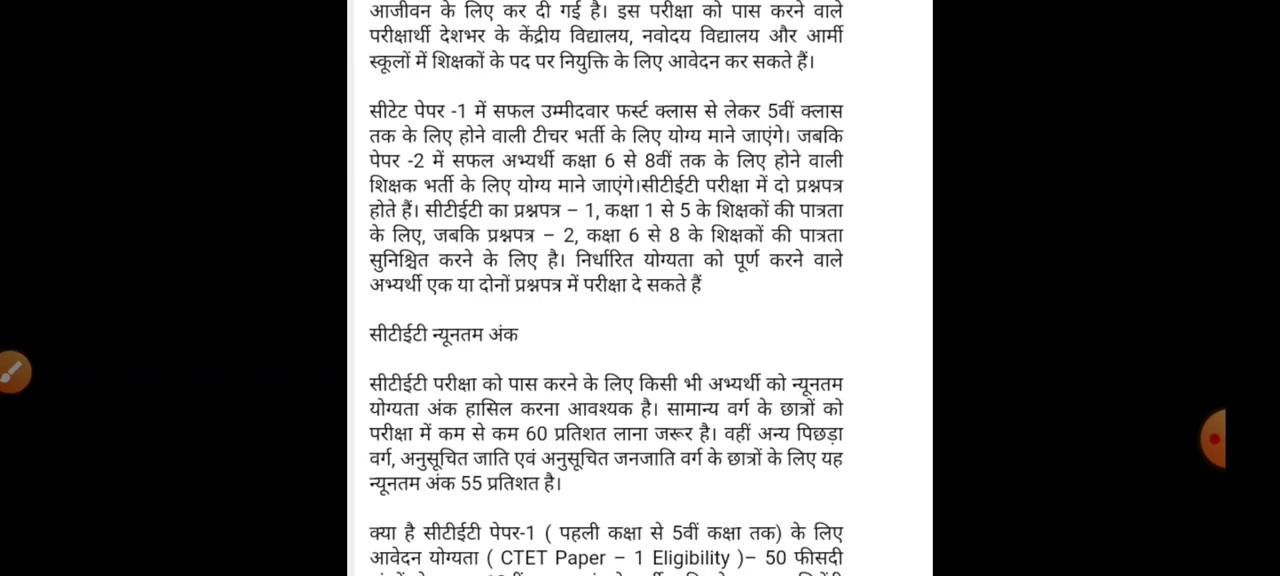 आजीवन के लिए कर दी गई है। इस परीक्षा को पास करने वाले
परीक्षार्थी देशभर के केंद्रीय विद्यालय, नवोदय विद्यालय और आर्मी
स्कूलों में शिक्षकों के पद पर नियुक्ति के लिए आवेदन कर सकते हैं।
सीटेट पेपर -1 में सफल उम्मीदवार फर्स्ट क्लास से लेकर 5वीं क्लास
तक के लिए होने वाली टीचर भर्ती के लिए योग्य माने जाएंगे। जबकि
पेपर -2 में सफल अभ्यर्थी कक्षा 6 से 8वीं तक के लिए होने वाली
शिक्षक भर्ती के लिए योग्य माने जाएंगे।सीटीईटी परीक्षा में दो प्रश्नपत्र
होते हैं। सीटीईटी का प्रश्नपत्र – 1, कक्षा 1 से 5 के शिक्षकों की पात्रता
के लिए, जबकि प्रश्नपत्र – 2, कक्षा 6 से 8 के शिक्षकों की पात्रता
सुनिश्चित करने के लिए है। निर्धारित योग्यता को पूर्ण करने वाले
अभ्यर्थी एक या दोनों प्रश्नपत्र में परीक्षा दे सकते हैं
सीटीईटी न्यूनतम अंक
सीटीईटी परीक्षा को पास करने के लिए किसी भी अभ्यर्थी को न्यूनतम
योग्यता अंक हासिल करना आवश्यक है। सामान्य वर्ग के छात्रों को
परीक्षा में कम से कम 60 प्रतिशत लाना जरूर है। वहीं अन्य पिछड़ा
वर्ग, अनुसूचित जाति एवं अनुसूचित जनजाति वर्ग के छात्रों के लिए यह
न्यूनतम अंक 55 प्रतिशत है।
क्या है सीटीईटी पेपर-1 ( पहली कक्षा से 5वीं कक्षा तक) के लिए
आवेदन योग्यता ( CTET Paper – 1 Eligibility )– 50 फीसदी